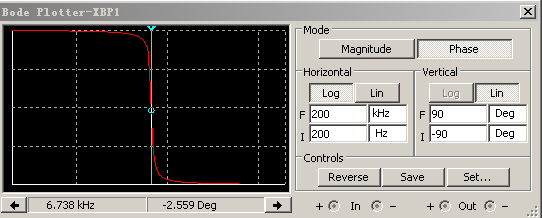 Bode Plotter-XBP1
Mode
Magnitude Phase
Horizontal Vertical
Log Lin Log Lin
F 200 kHz F 90 Deg
I 200 Hz I -90 Deg
Controls
Reverse Save Set...
6.738 kHz -2.559 Deg + In - + Out -